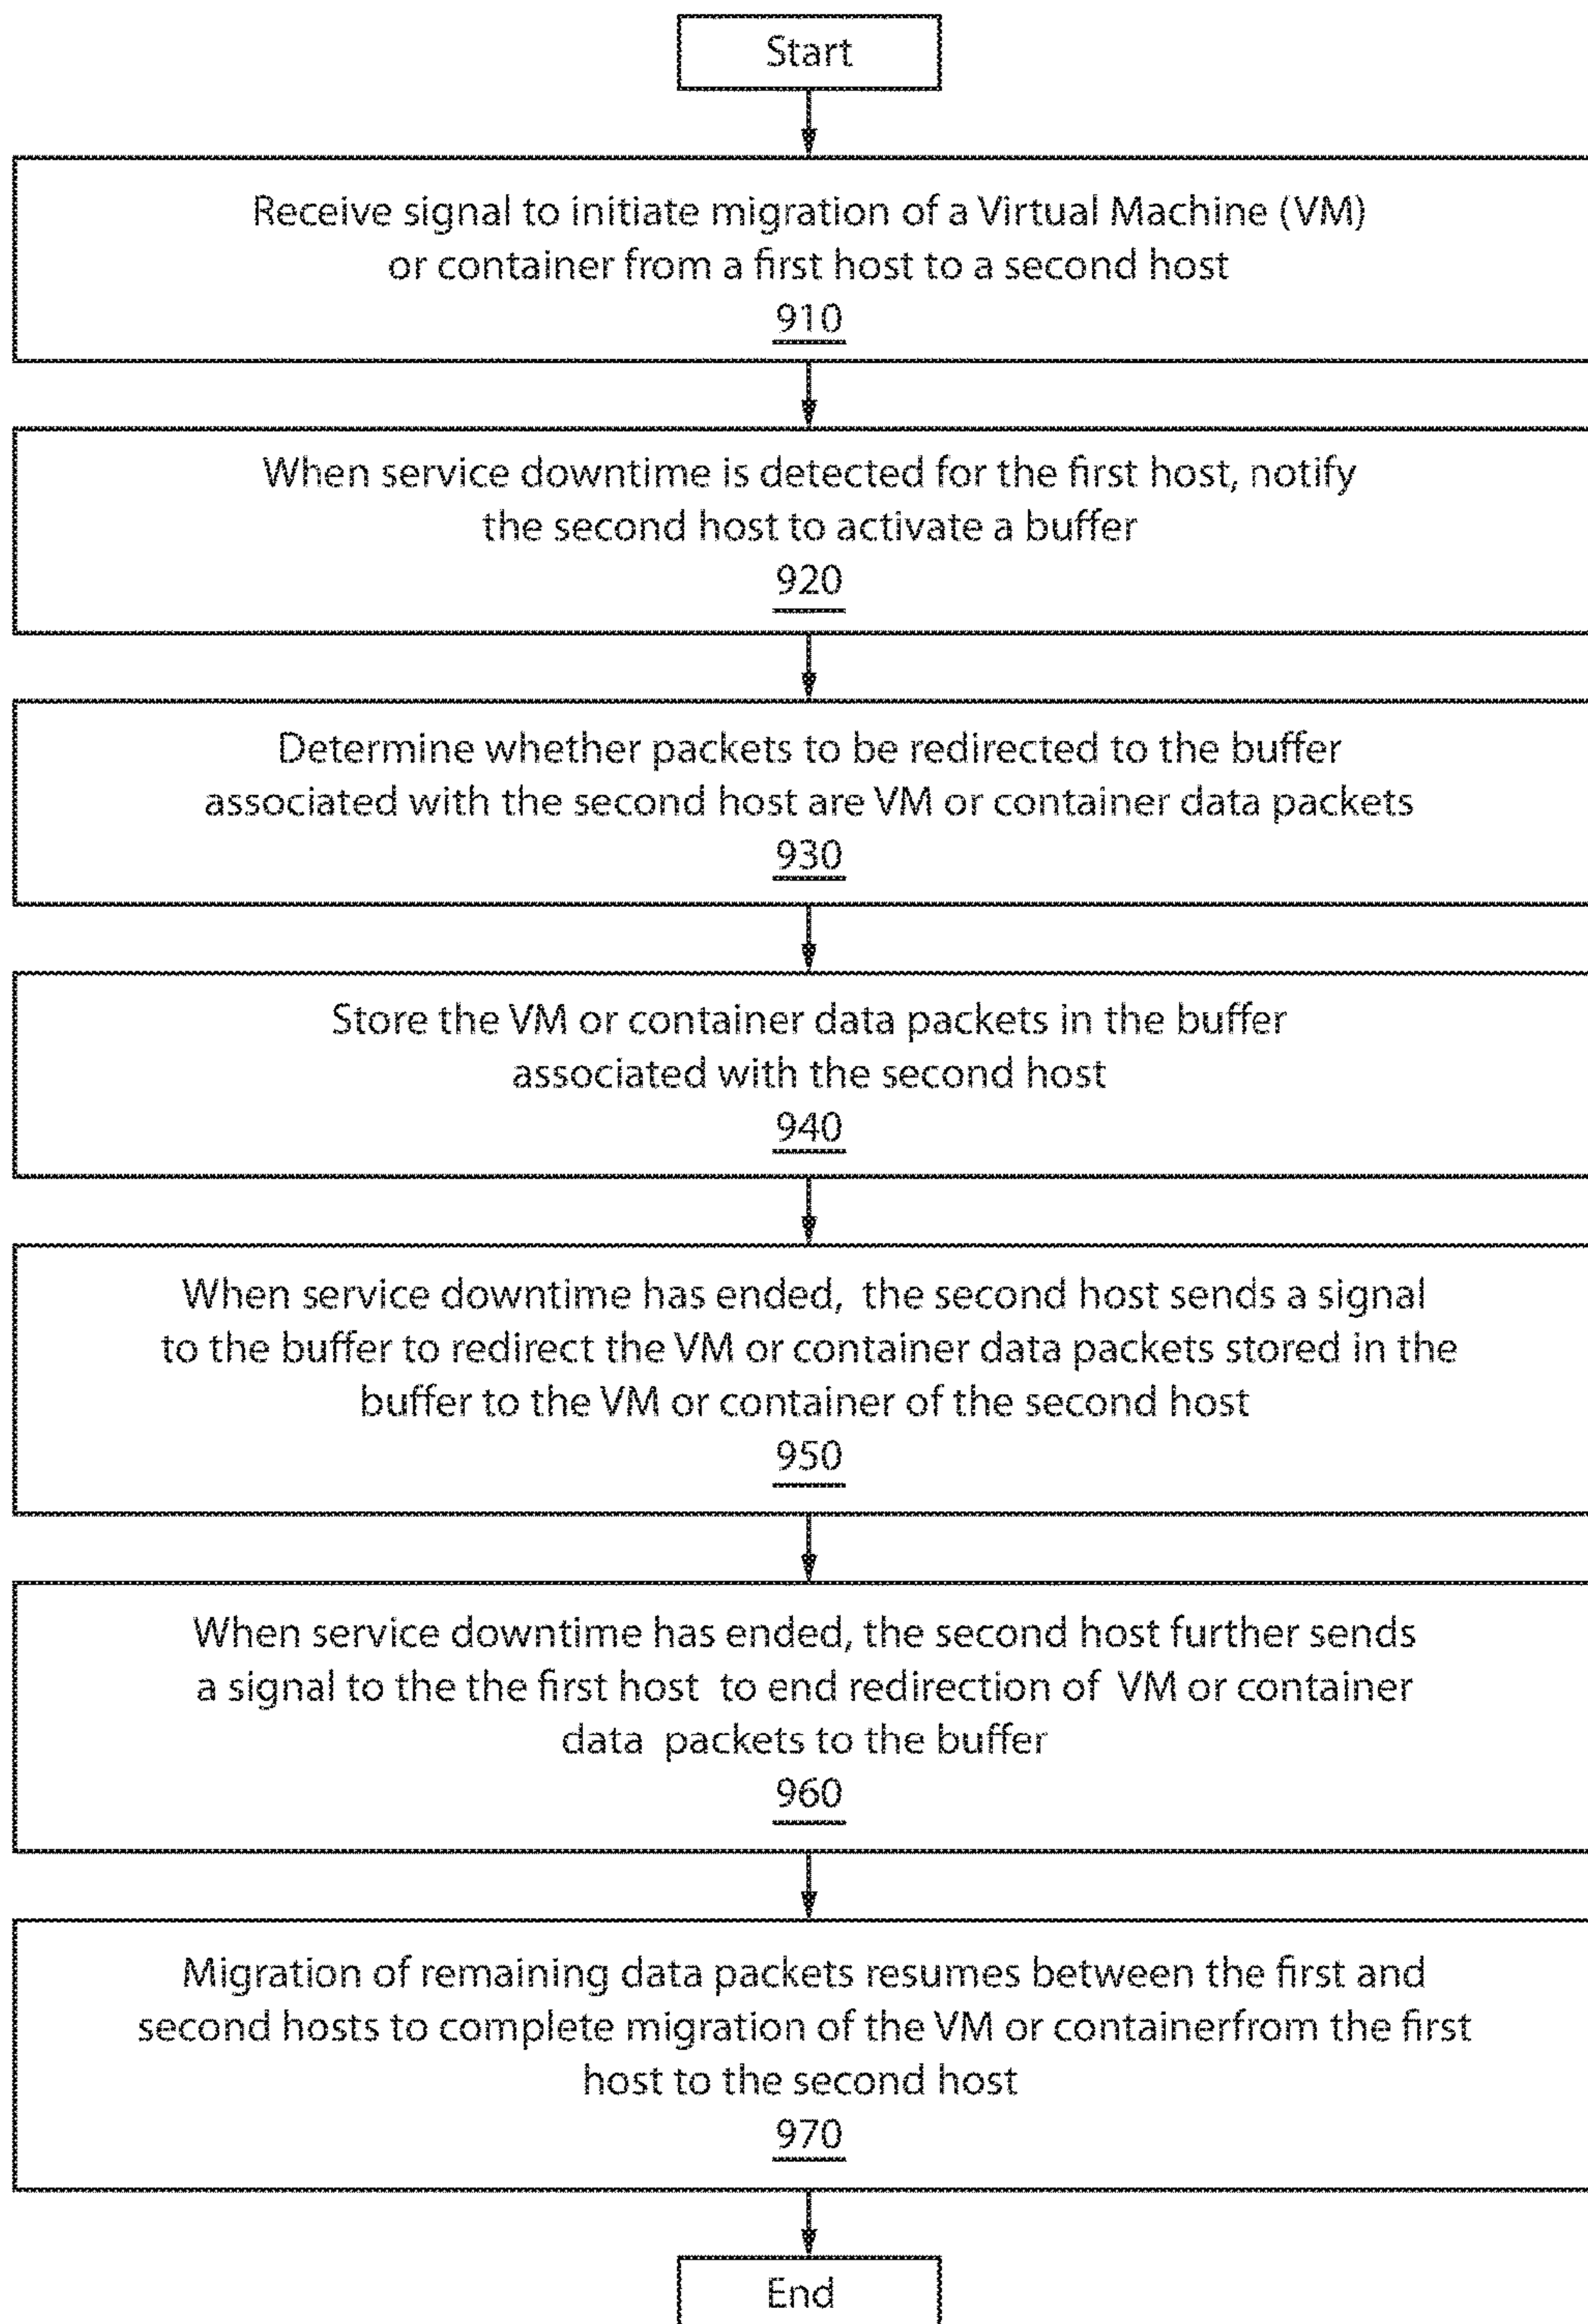 Start
Receive signal to initiate migration of a Virtual Machine (VM)
or container from a first host to a second host
910
When service downtime is detected for the first host, notify
the second host to activate a buffer
920
Determine whether packets to be redirected to the buffer
associated with the second host are VM or container data packets
930
Store the VM or container data packets in the buffer
associated with the second host
940
When service downtime has ended, the second host sends a signal
to the buffer to redirect the VM or container data packets stored in the
buffer to the VM or container of the second host
950
When service downtime has ended, the second host further sends
a signal to the the first host to end redirection of VM or container
data packets to the buffer
960
Migration of remaining data packets resumes between the first and
second hosts to complete migration of the VM or containerfrom the first
host to the second host
970
End